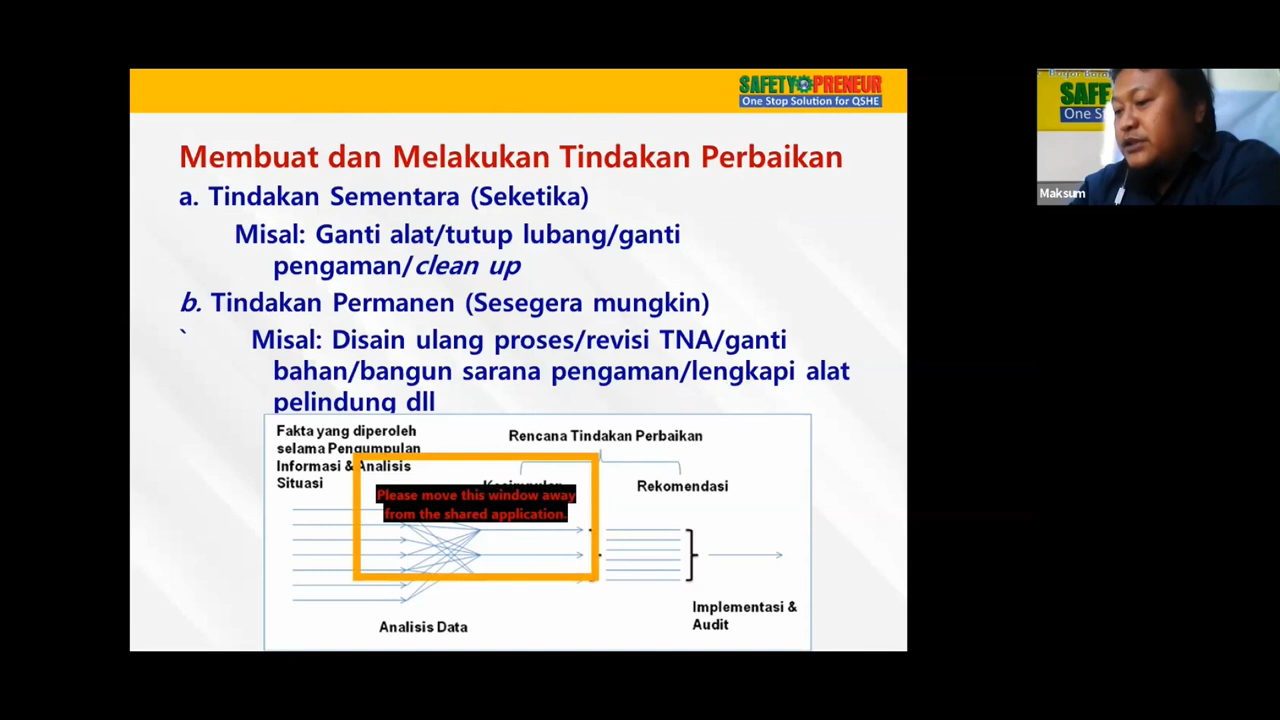 SAFETY PRENEUR
One Stop Solution for QSHE
Membuat dan Melakukan Tindakan Perbaikan
a. Tindakan Sementara (Seketika)
Misal: Ganti alat/tutup lubang/ganti
pengaman/clean up
b. Tindakan Permanen (Sesegera mungkin)
` Misal: Disain ulang proses/revisi TNA/ganti
bahan/bangun sarana pengaman/lengkapi alat
pelindung dll
Fakta yang diperoleh
selama Pengumpulan
Informasi & Analisis
Situasi
Rencana Tindakan Perbaikan
Kesimpulan
Rekomendasi
Please move this window away
from the shared application.
Analisis Data
Implementasi &
Audit
SAFE
One S
Maksum